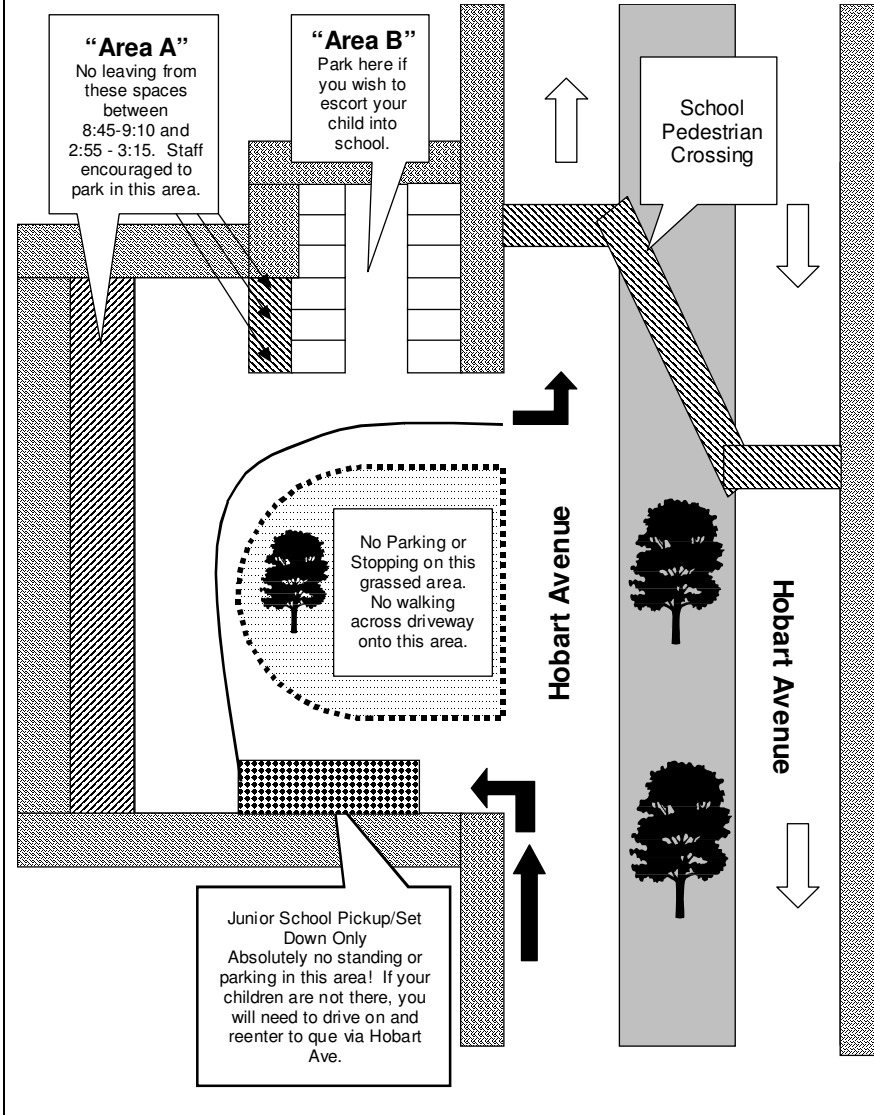 “Area A”
No leaving from
these spaces
between
8:45-9:10 and
2:55 - 3:15.  Staff
encouraged to
park in this area.
“Area B”
Park here if
you wish to
escort your
child into
school.
School
Pedestrian
Crossing
No Parking or
Stopping on this
grassed area.
No walking
across driveway
onto this area.
Hobart Avenue
Hobart Avenue
Junior School Pickup/Set
Down Only
Absolutely no standing or
parking in this area!  If your
children are not there, you
will need to drive on and
reenter to que via Hobart
Ave.